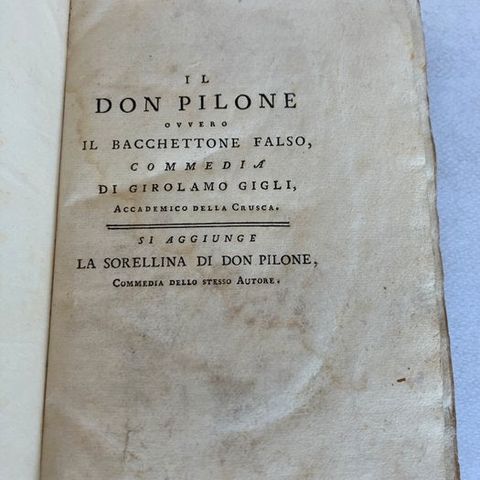 IL
DON PILONE
OVVERO
IL BACCHETTONE FALSO,
COMMEDIA
DI GIROLAMO GIGLI,
ACCADEMICO DELLA CRUSCA.
SI AGGIUNGE
LA SORELLINA DI DON PILONE,
COMMEDIA DELLO STESSO AUTORE.